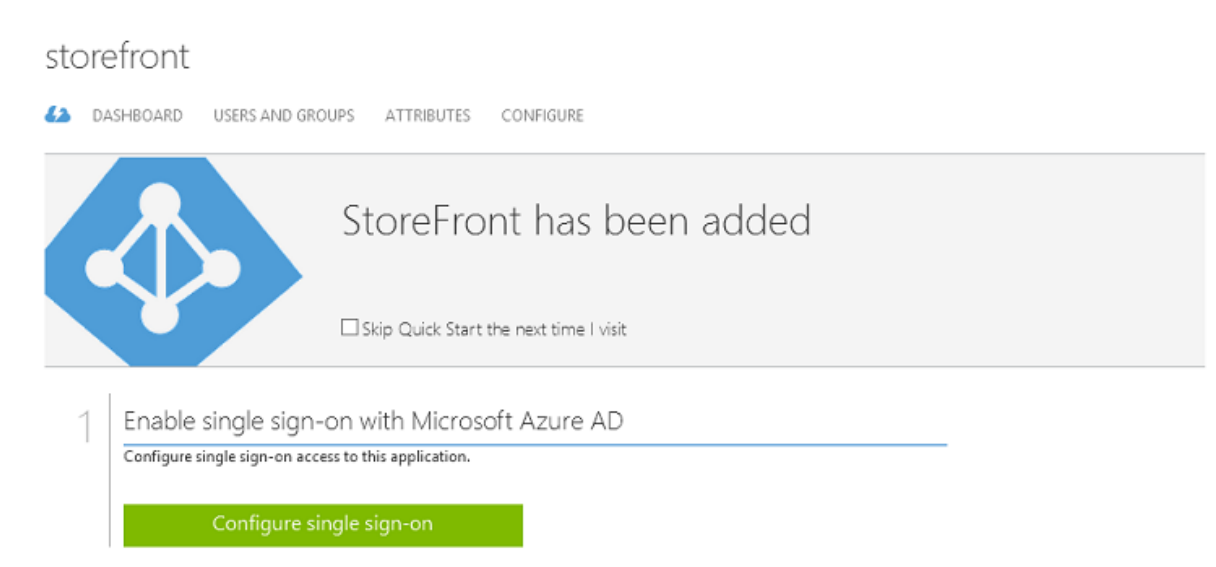 storefront
DASHBOARD USERS AND GROUPS ATTRIBUTES CONFIGURE
StoreFront has been added
Skip Quick Start the next time I visit
1 Enable single sign-on with Microsoft Azure AD
Configure single sign-on access to this application.
Configure single sign-on